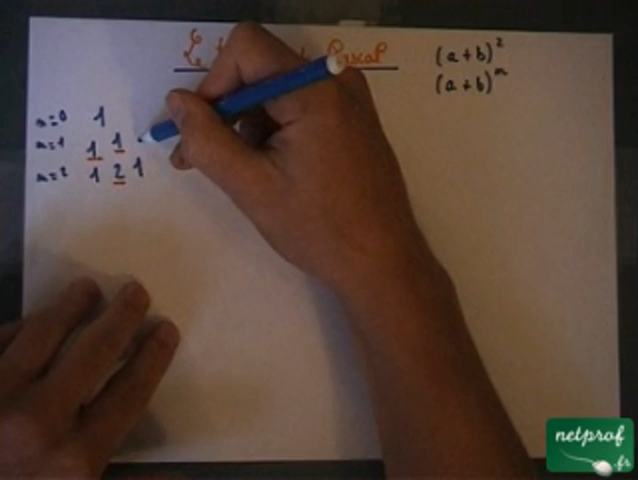 Pascal
(a+b)²
(a+b)ⁿ
n=0 1
n=1 1 1
n=2 1 2 1
netprof
.fr